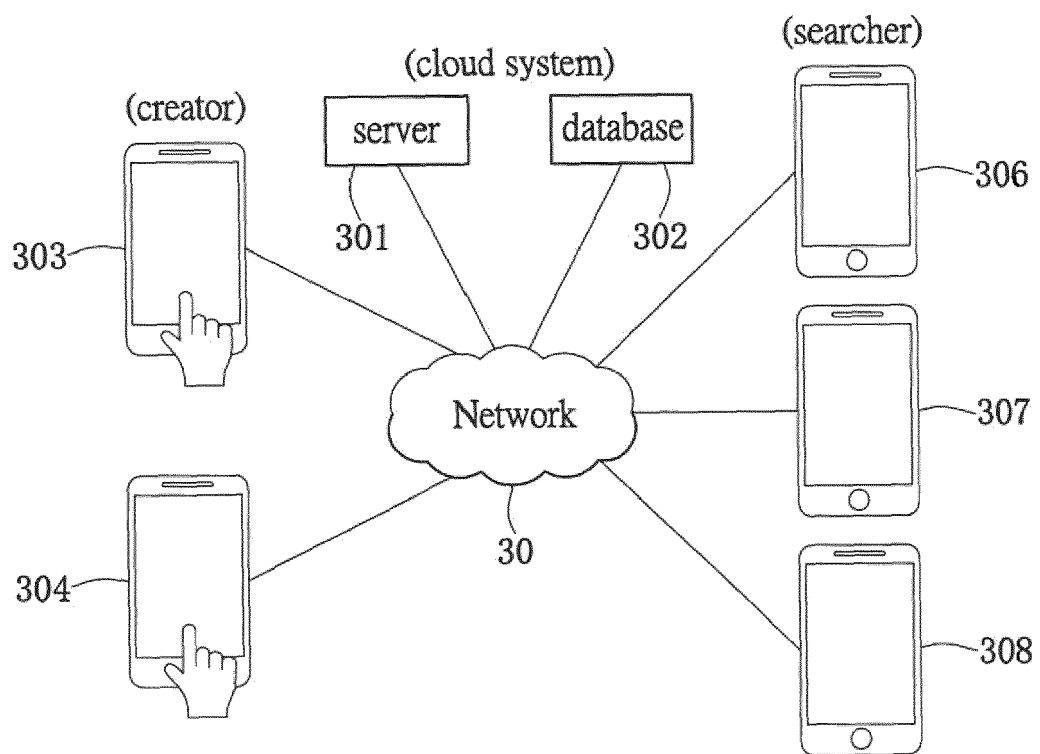 (searcher)
(cloud system)
(creator)
server
database
306
301
302
303
Network
307
30
304
308